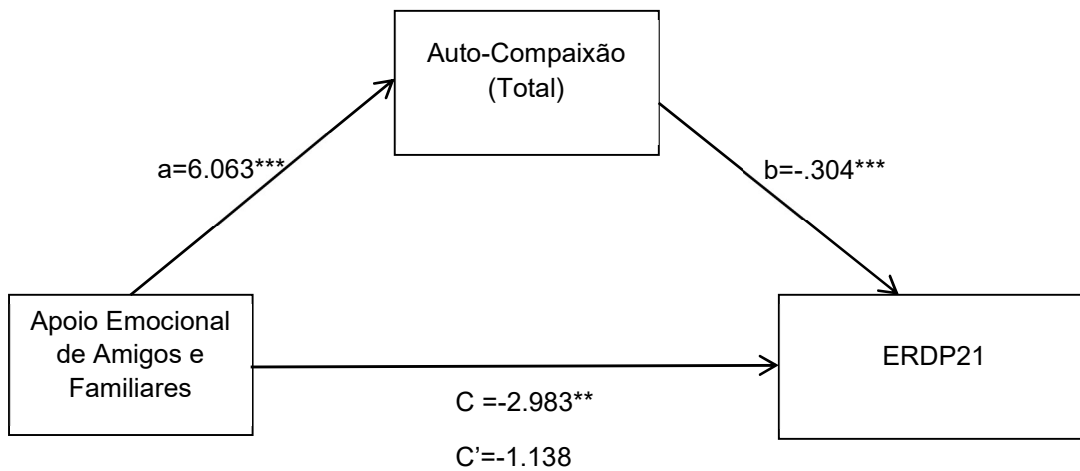 Auto-Compaixão
(Total)
a=6.063***
b=-.304***
Apoio Emocional
de Amigos e
Familiares
ERDP21
C =-2.983**
C’=-1.138